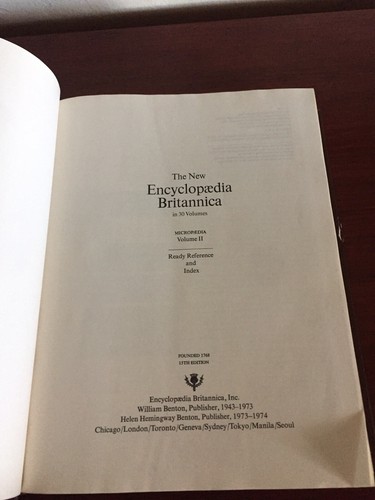 The New
Encyclopædia
Britannica
in 30 Volumes
MICROPÆDIA
Volume II
Ready Reference
and
Index
FOUNDED 1768
15TH EDITION
Encyclopædia Britannica, Inc.
William Benton, Publisher, 1943–1973
Helen Hemingway Benton, Publisher, 1973–1974
Chicago/London/Toronto/Geneva/Sydney/Tokyo/Manila/Seoul